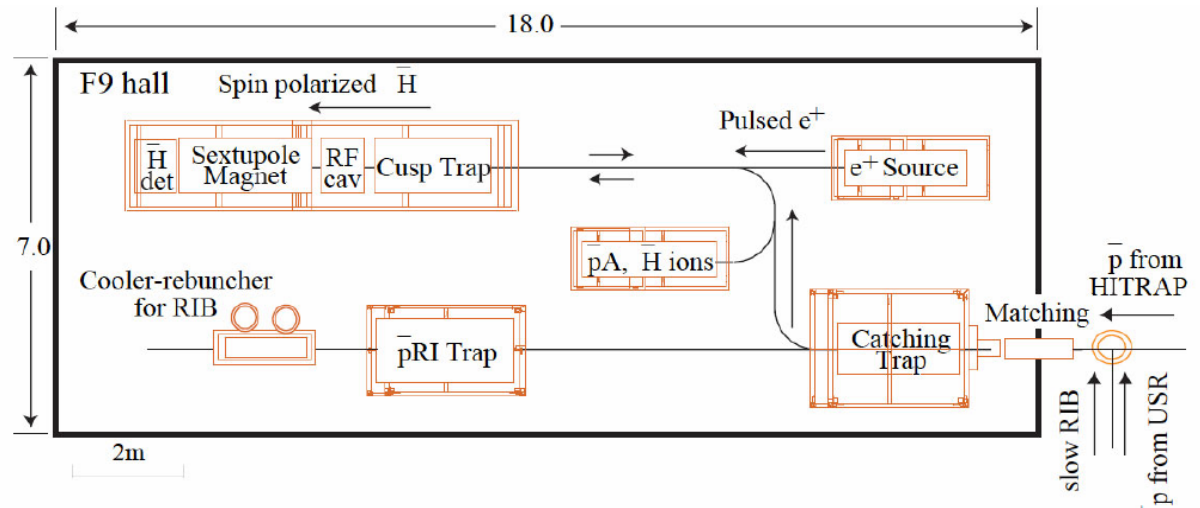 18.0
F9 hall
Spin polarized H̅
Pulsed e⁺
H̅
det
Sextupole
Magnet
RF
cav
Cusp Trap
e⁺ Source
7.0
p̅A, H̅ ions
p̅ from
HITRAP
Cooler-rebuncher
for RIB
Matching
p̅RI Trap
Catching
Trap
2m
slow RIB
p̅ from USR